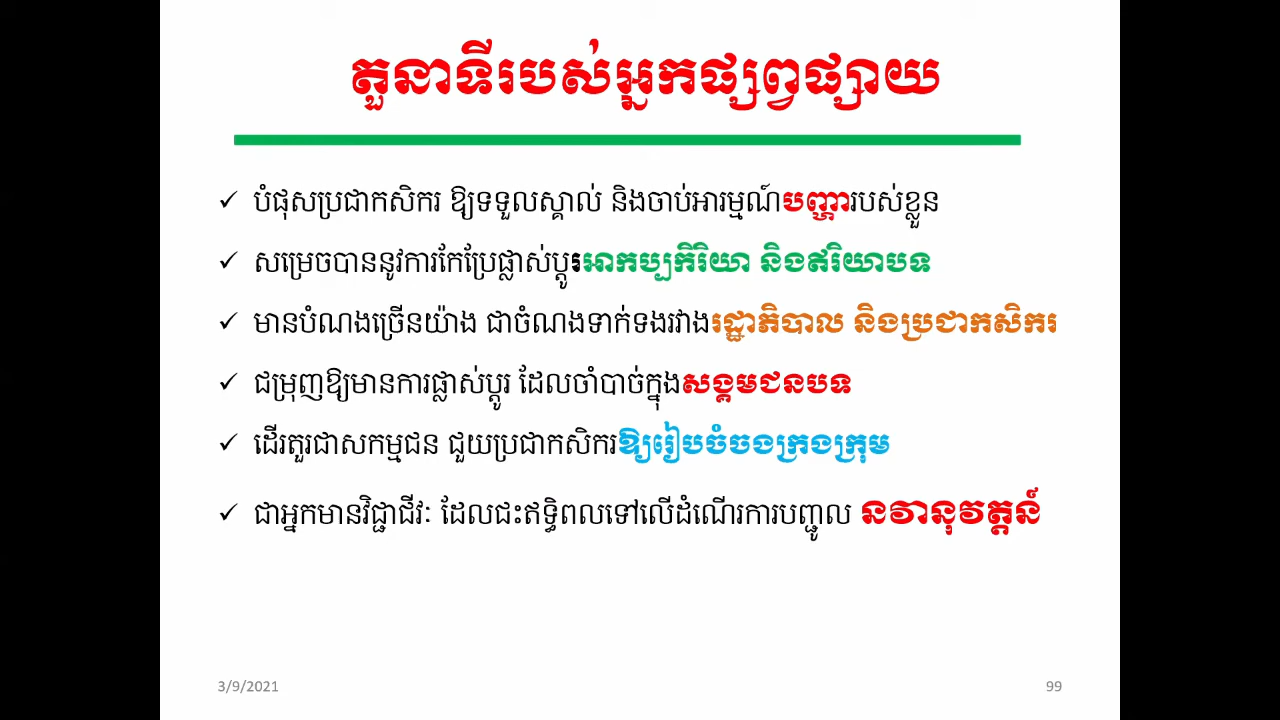 តួនាទីរបស់អ្នកផ្សព្វផ្សាយ
✓ បំផុសប្រជាកសិករ ឱ្យទទួលស្គាល់ និងចាប់អារម្មណ៍បញ្ហារបស់ខ្លួន
✓ សម្រេចបាននូវការកែប្រែផ្លាស់ប្ដូរអាកប្បកិរិយា និងឥរិយាបទ
✓ មានបំណងច្រើនយ៉ាង ជាចំណងទាក់ទងរវាងរដ្ឋាភិបាល និងប្រជាកសិករ
✓ ជម្រុញឱ្យមានការផ្លាស់ប្ដូរ ដែលចាំបាច់ក្នុងសង្គមជនបទ
✓ ដើរតួរជាសកម្មជន ជួយប្រជាកសិករឱ្យរៀបចំចងក្រងក្រុម
✓ ជាអ្នកមានវិជ្ជាជីវៈ ដែលជះឥទ្ធិពលទៅលើដំណើរការបញ្ជូល នវានុវត្តន៍
3/9/2021
99